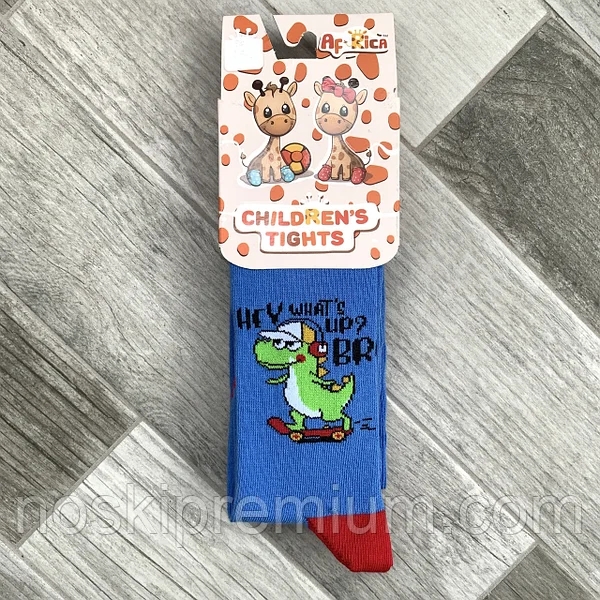 Africa
CHILDREN'S
TIGHTS
HEY WHAT'S
UP?
BR
noskipremium.com